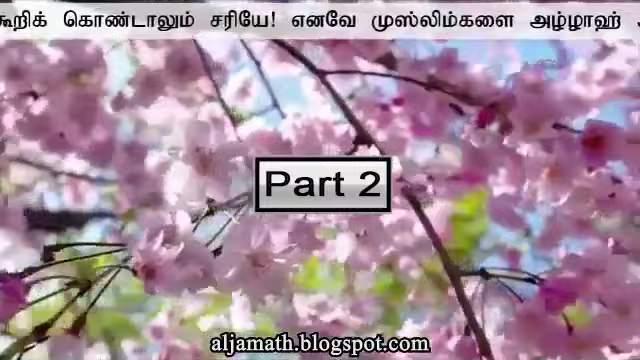 கூறிக் கொண்டாலும் சரியே! எனவே முஸ்லிம்களை அழ்ழாஹ்
Part 2
aljamath.blogspot.com